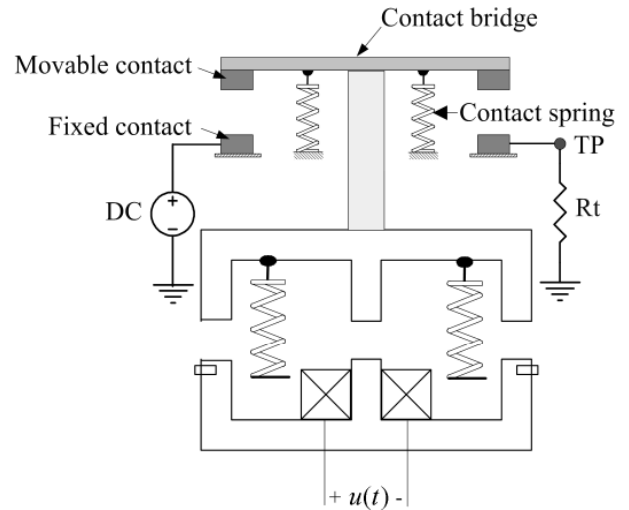 Contact bridge
Movable contact
Fixed contact
Contact spring
TP
DC
+
−
Rt
+ u(t) -